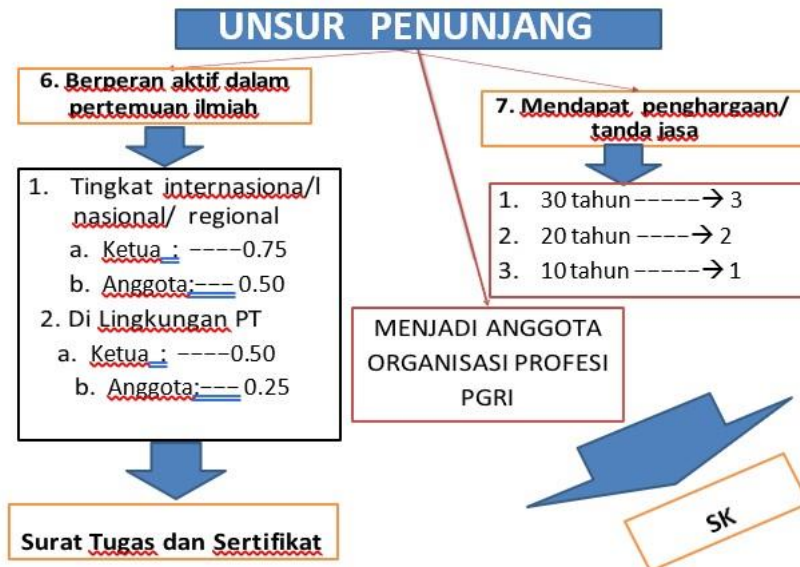 UNSUR PENUNJANG
6. Berperan aktif dalam
pertemuan ilmiah
7. Mendapat penghargaan/
tanda jasa
1. Tingkat internasiona/l
nasional/ regional
a. Ketua : ----0.75
b. Anggota:--- 0.50
2. Di Lingkungan PT
a. Ketua : ----0.50
b. Anggota:--- 0.25
1. 30 tahun -----→ 3
2. 20 tahun ----→ 2
3. 10 tahun -----→ 1
MENJADI ANGGOTA
ORGANISASI PROFESI
PGRI
Surat Tugas dan Sertifikat
SK